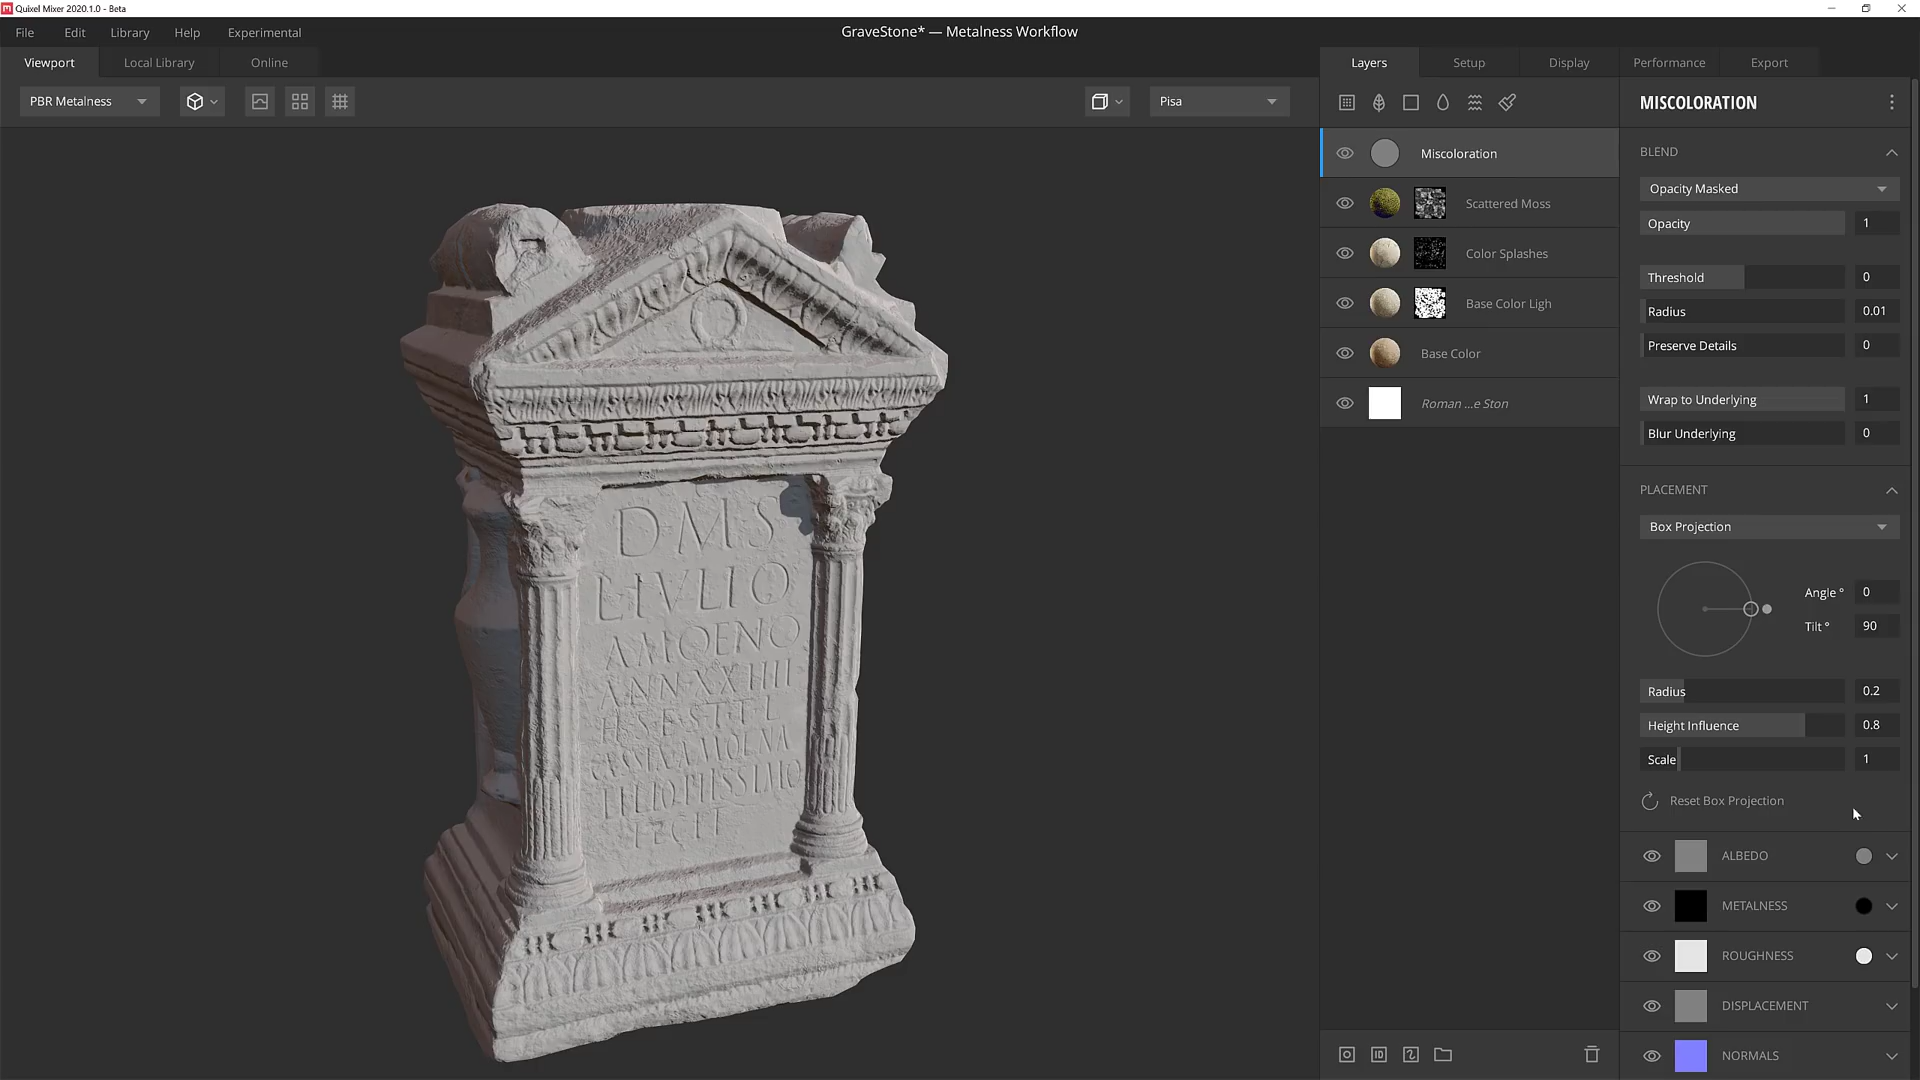 Quixel Mixer 2020.1.0 - Beta
File Edit Library Help Experimental
GraveStone* — Metalness Workflow
Viewport Local Library Online
Layers Setup Display Performance Export
PBR Metalness
Pisa
MISCOLORATION
Miscoloration
Scattered Moss
Color Splashes
Base Color Ligh
Base Color
Roman ...e Ston
BLEND
Opacity Masked
Opacity 1
Threshold 0
Radius 0.01
Preserve Details 0
Wrap to Underlying 1
Blur Underlying 0
PLACEMENT
Box Projection
Angle ° 0
Tilt ° 90
Radius 0.2
Height Influence 0.8
Scale 1
Reset Box Projection
ALBEDO
METALNESS
ROUGHNESS
DISPLACEMENT
NORMALS
D M S
L IVLIO
AMOENO
ANN XXIIII
FECIT